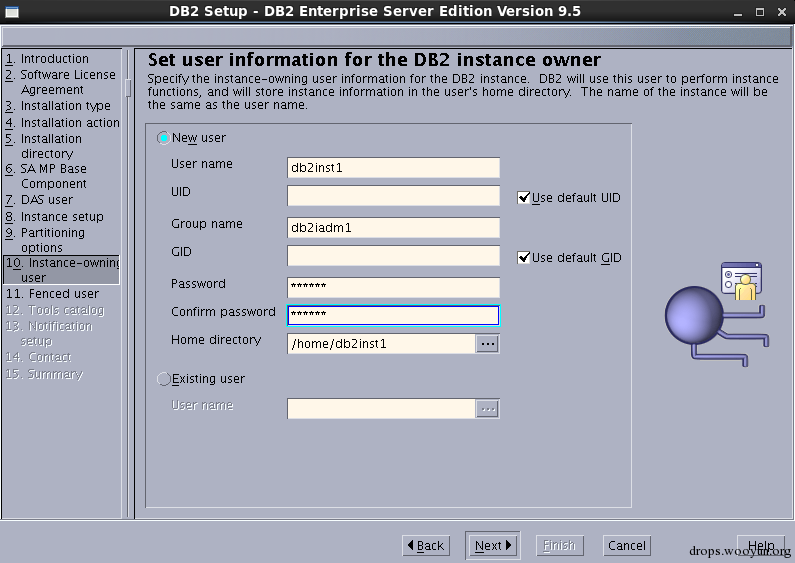 DB2 Setup - DB2 Enterprise Server Edition Version 9.5
1. Introduction
2. Software License
Agreement
3. Installation type
4. Installation action
5. Installation
directory
6. SA MP Base
Component
7. DAS user
8. Instance setup
9. Partitioning
options
10. Instance-owning
user
11. Fenced user
12. Tools catalog
13. Notification
setup
14. Contact
15. Summary
Set user information for the DB2 instance owner
Specify the instance-owning user information for the DB2 instance. DB2 will use this user to perform instance
functions, and will store instance information in the user's home directory. The name of the instance will be
the same as the user name.
New user
User name db2inst1
UID Use default UID
Group name db2iadm1
GID Use default GID
Password ******
Confirm password ******
Home directory /home/db2inst1 ...
Existing user
User name ...
Back Next Finish Cancel Help
drops.wooyun.org